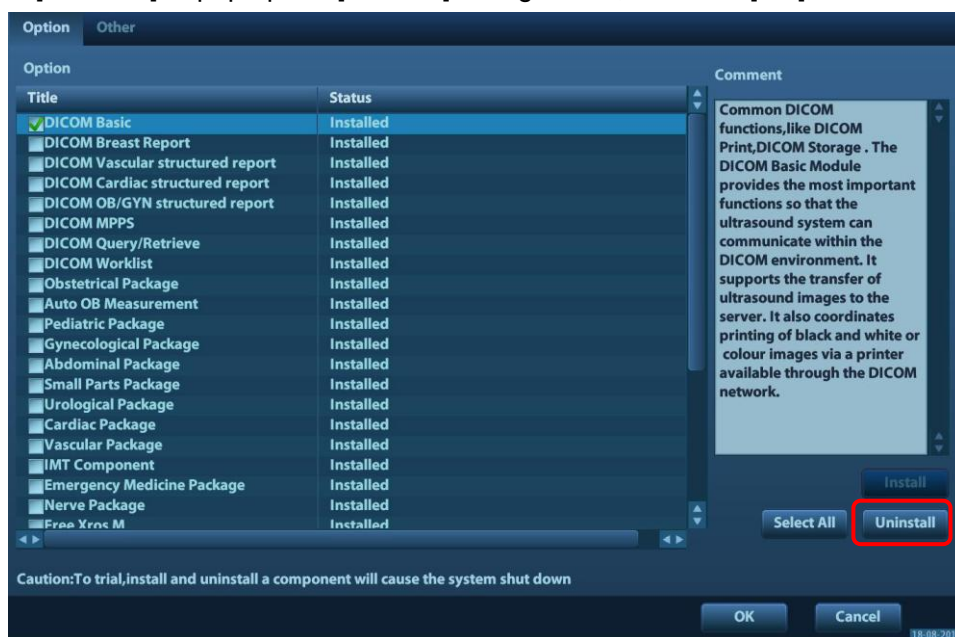 Option Other
Option
Comment
Title Status
DICOM Basic Installed
DICOM Breast Report Installed
DICOM Vascular structured report Installed
DICOM Cardiac structured report Installed
DICOM OB/GYN structured report Installed
DICOM MPPS Installed
DICOM Query/Retrieve Installed
DICOM Worklist Installed
Obstetrical Package Installed
Auto OB Measurement Installed
Pediatric Package Installed
Gynecological Package Installed
Abdominal Package Installed
Small Parts Package Installed
Urological Package Installed
Cardiac Package Installed
Vascular Package Installed
IMT Component Installed
Emergency Medicine Package Installed
Nerve Package Installed
Free Xros M Installed
Common DICOM
functions,like DICOM
Print,DICOM Storage . The
DICOM Basic Module
provides the most important
functions so that the
ultrasound system can
communicate within the
DICOM environment. It
supports the transfer of
ultrasound images to the
server. It also coordinates
printing of black and white or
colour images via a printer
available through the DICOM
network.
Install
Select All Uninstall
Caution:To trial,install and uninstall a component will cause the system shut down
OK Cancel